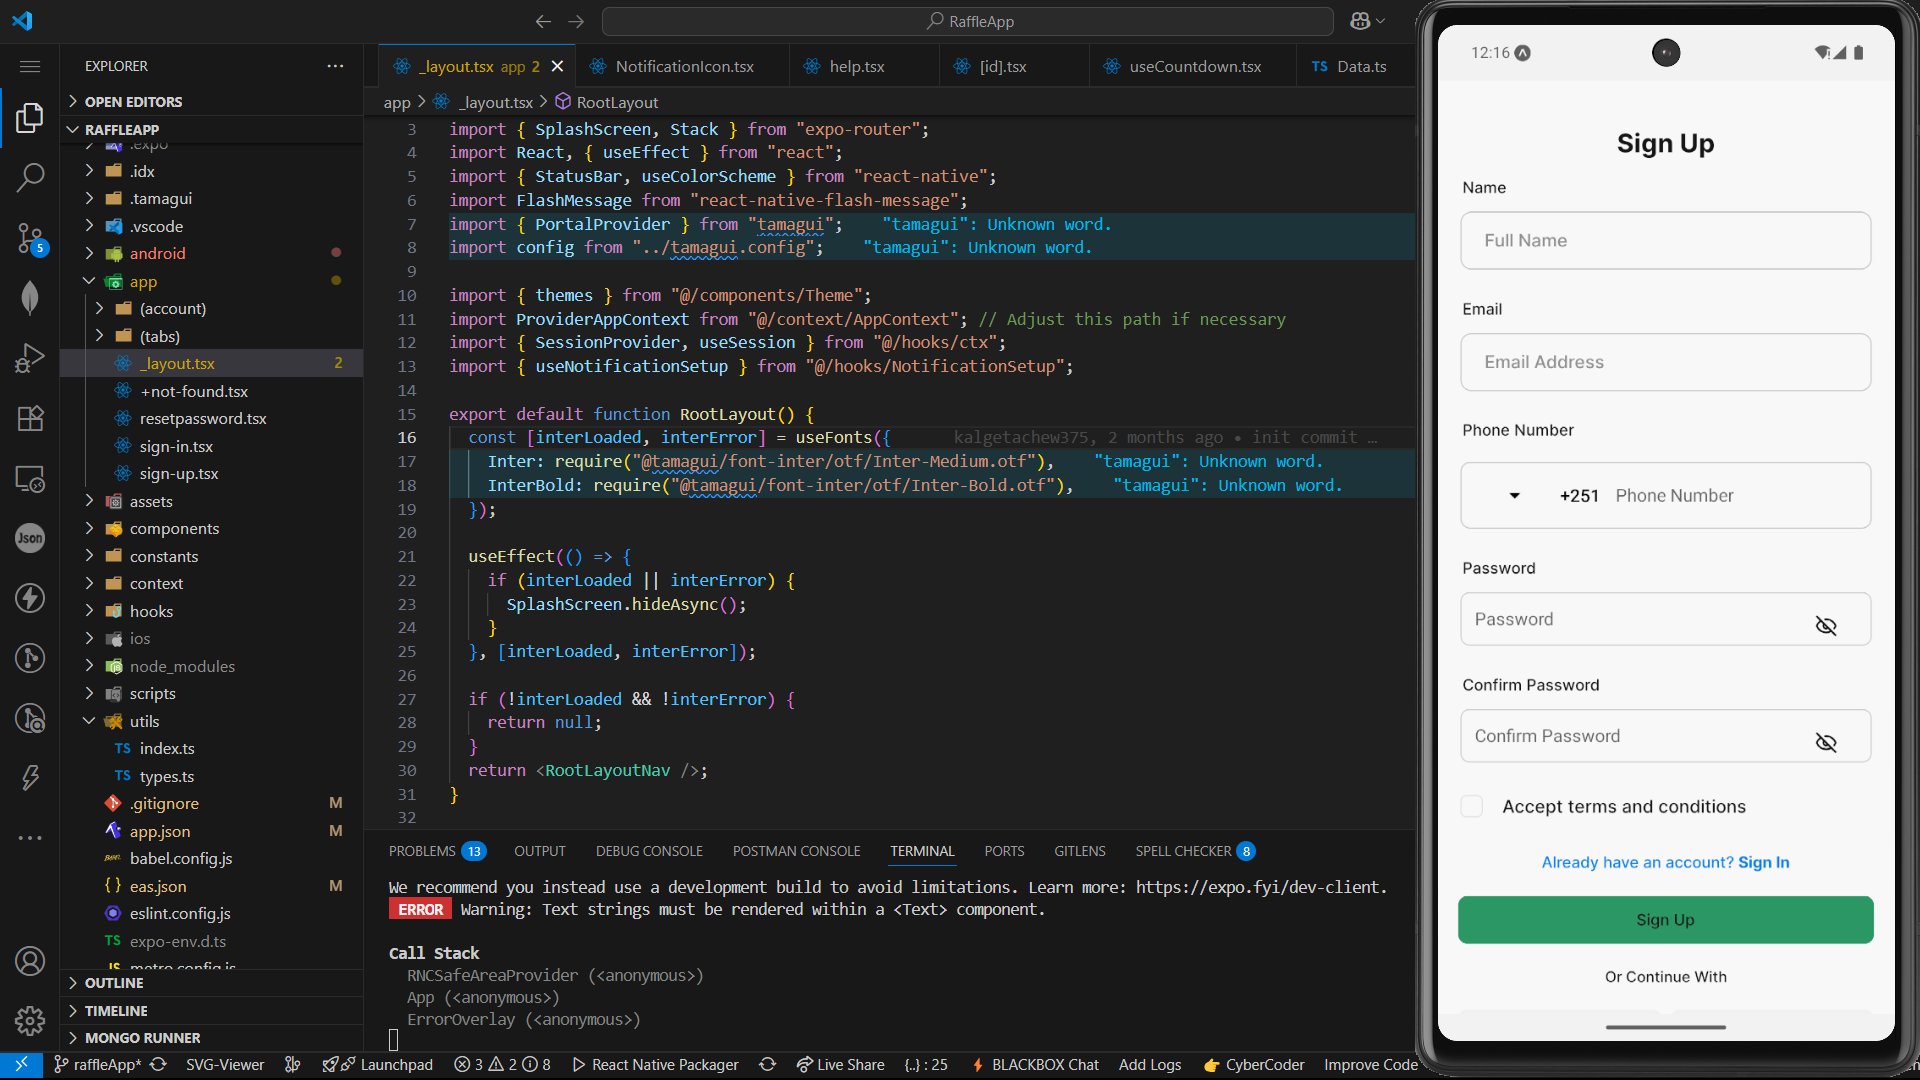 RaffleApp
EXPLORER
OPEN EDITORS
RAFFLEAPP
.expo
.idx
.tamagui
.vscode
android
app
(account)
(tabs)
_layout.tsx 2
+not-found.tsx
resetpassword.tsx
sign-in.tsx
sign-up.tsx
assets
components
constants
context
hooks
ios
node_modules
scripts
utils
TS index.ts
TS types.ts
.gitignore M
app.json M
babel.config.js
{} eas.json M
eslint.config.js
TS expo-env.d.ts
JS metro.config.js
OUTLINE
TIMELINE
MONGO RUNNER
5
Json
_layout.tsx app 2
NotificationIcon.tsx
help.tsx
[id].tsx
useCountdown.tsx
TS Data.ts
app > _layout.tsx > RootLayout
3 import { SplashScreen, Stack } from "expo-router";
4 import React, { useEffect } from "react";
5 import { StatusBar, useColorScheme } from "react-native";
6 import FlashMessage from "react-native-flash-message";
7 import { PortalProvider } from "tamagui"; "tamagui": Unknown word.
8 import config from "../tamagui.config"; "tamagui": Unknown word.
9
10 import { themes } from "@/components/Theme";
11 import ProviderAppContext from "@/context/AppContext"; // Adjust this path if necessary
12 import { SessionProvider, useSession } from "@/hooks/ctx";
13 import { useNotificationSetup } from "@/hooks/NotificationSetup";
14
15 export default function RootLayout() {
16 const [interLoaded, interError] = useFonts({ kalgetachew375, 2 months ago • init commit …
17 Inter: require("@tamagui/font-inter/otf/Inter-Medium.otf"), "tamagui": Unknown word.
18 InterBold: require("@tamagui/font-inter/otf/Inter-Bold.otf"), "tamagui": Unknown word.
19 });
20
21 useEffect(() => {
22 if (interLoaded || interError) {
23 SplashScreen.hideAsync();
24 }
25 }, [interLoaded, interError]);
26
27 if (!interLoaded && !interError) {
28 return null;
29 }
30 return <RootLayoutNav />;
31 }
32
PROBLEMS 13 OUTPUT DEBUG CONSOLE POSTMAN CONSOLE TERMINAL PORTS GITLENS SPELL CHECKER 8
We recommend you instead use a development build to avoid limitations. Learn more: https://expo.fyi/dev-client.
ERROR Warning: Text strings must be rendered within a <Text> component.
Call Stack
RNCSafeAreaProvider (<anonymous>)
App (<anonymous>)
ErrorOverlay (<anonymous>)
raffleApp* SVG-Viewer Launchpad 3 2 8 React Native Packager Live Share {..} : 25 BLACKBOX Chat Add Logs CyberCoder Improve Code
12:16
Sign Up
Name
Full Name
Email
Email Address
Phone Number
+251 Phone Number
Password
Password
Confirm Password
Confirm Password
Accept terms and conditions
Already have an account? Sign In
Sign Up
Or Continue With